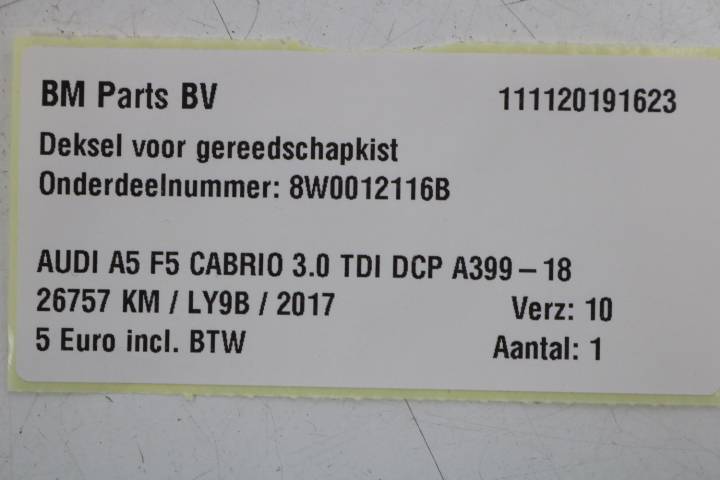 BM Parts BV 111120191623
Deksel voor gereedschapkist
Onderdeelnummer: 8W0012116B
AUDI A5 F5 CABRIO 3.0 TDI DCP A399-18
26757 KM / LY9B / 2017 Verz: 10
5 Euro incl. BTW Aantal: 1